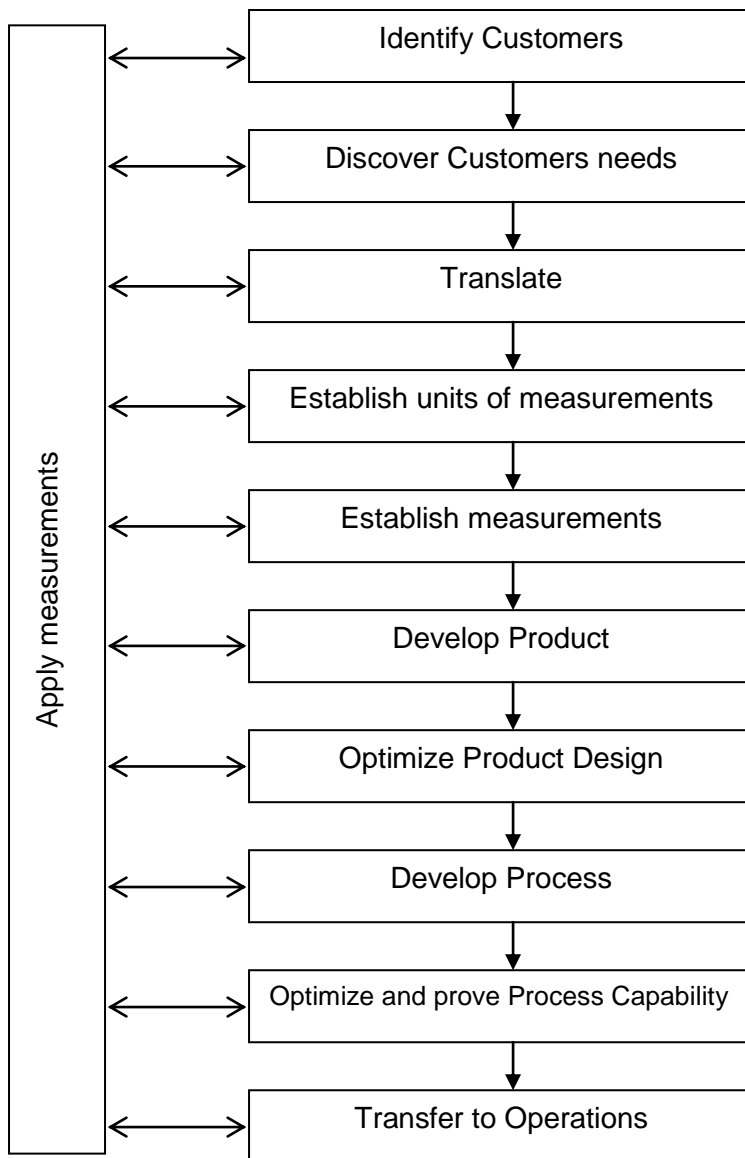 Identify Customers
Discover Customers needs
Translate
Establish units of measurements
Establish measurements
Develop Product
Optimize Product Design
Develop Process
Optimize and prove Process Capability
Transfer to Operations
Apply measurements